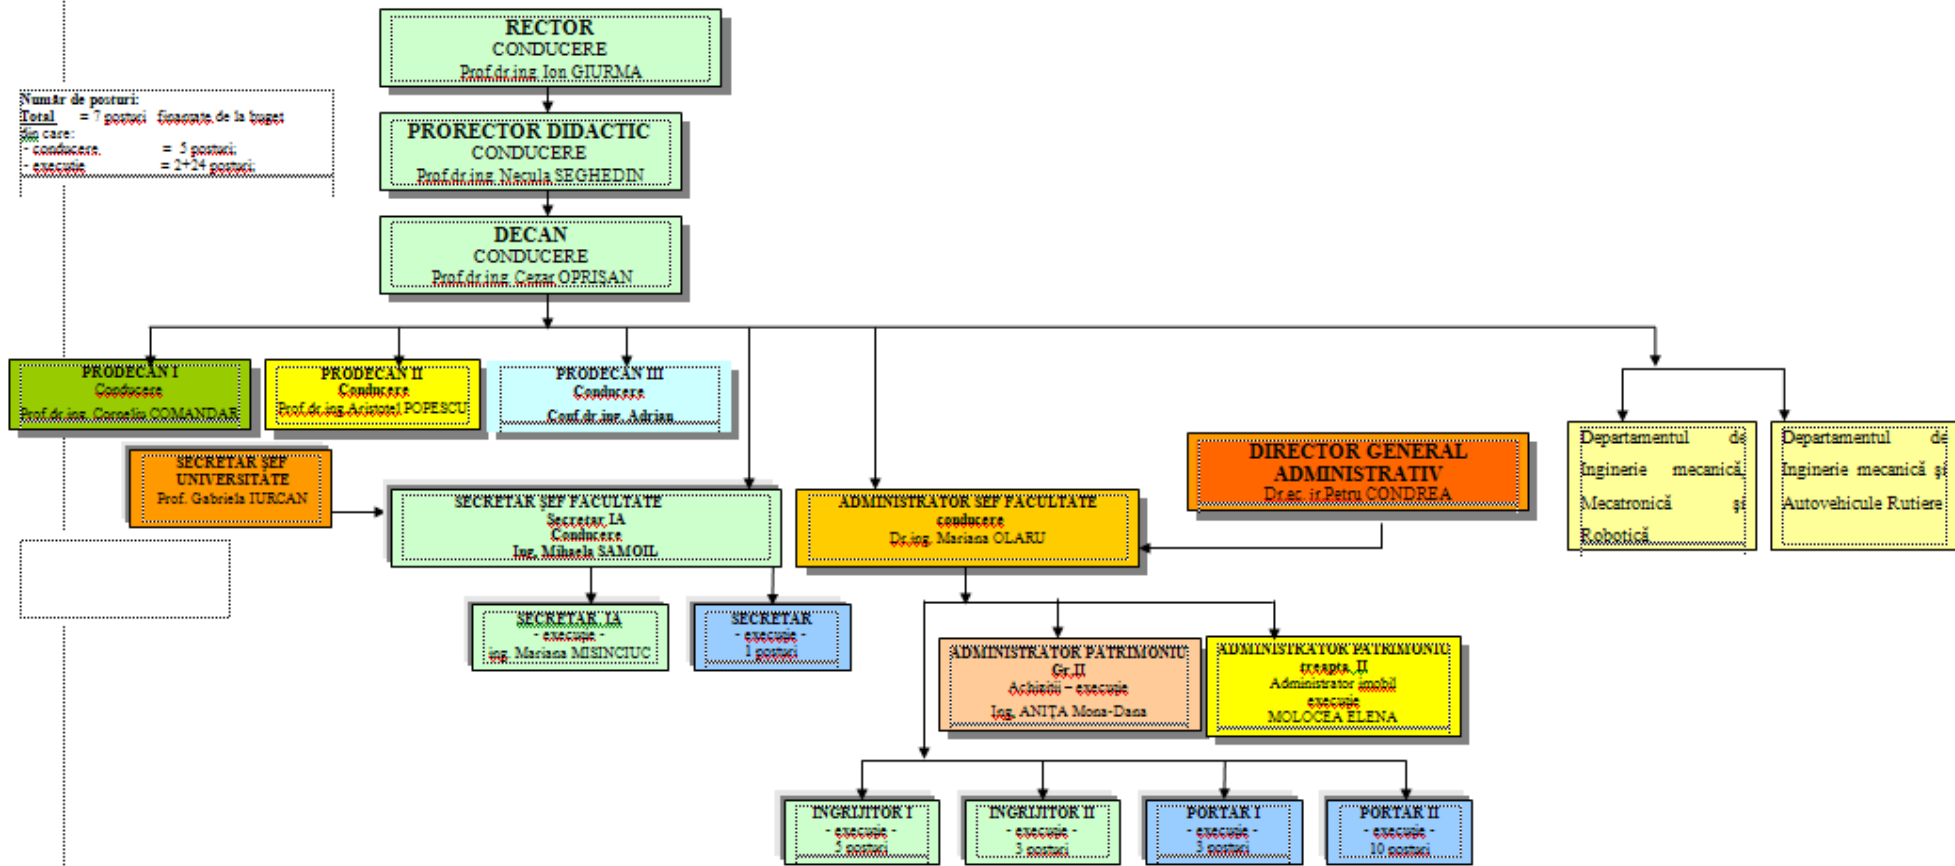 RECTOR
CONDUCERE
Prof.dr.ing. Ion GIURMA
Număr de posturi:
Total = 7 posturi finanțate de la buget
din care:
- conducere = 5 posturi;
- execuție = 2+24 posturi;
PRORECTOR DIDACTIC
CONDUCERE
Prof.dr.ing. Necula SEGHEDIN
DECAN
CONDUCERE
Prof.dr.ing. Cezar OPRIȘAN
PRODECAN I
Conducere
Prof.dr.ing. Corneliu COMANDAR
PRODECAN II
Conducere
Prof.dr.ing.Aristotel POPESCU
PRODECAN III
Conducere
Conf.dr.ing. Adrian
SECRETAR ŞEF
UNIVERSITATE
Prof. Gabriela IURCAN
SECRETAR ŞEF FACULTATE
Secretar IA
Conducere
Ing. Mihaela SAMOIL
ADMINISTRATOR SEF FACULTATE
conducere
Dr.ing. Mariana OLARU
DIRECTOR GENERAL
ADMINISTRATIV
Dr.ec. jr.Petru CONDREA
Departamentul de
Inginerie mecanică,
Mecatronică şi
Robotică
Departamentul de
Inginerie mecanică şi
Autovehicule Rutiere
SECRETAR IA
- execuție -
ing. Mariana MISINCIUC
SECRETAR
- execuție -
1 posturi
ADMINISTRATOR PATRIMONIU
Gr.II
Achizitii – execuție
Ing. ANIȚA Mona-Dana
ADMINISTRATOR PATRIMONIU
treapta II
Administrator imobil
execuție
MOLOCEA ELENA
INGRIJITOR I
- execuție -
5 posturi
INGRIJITOR II
- execuție -
3 posturi
PORTAR I
- execuție -
3 posturi
PORTAR II
- execuție -
10 posturi